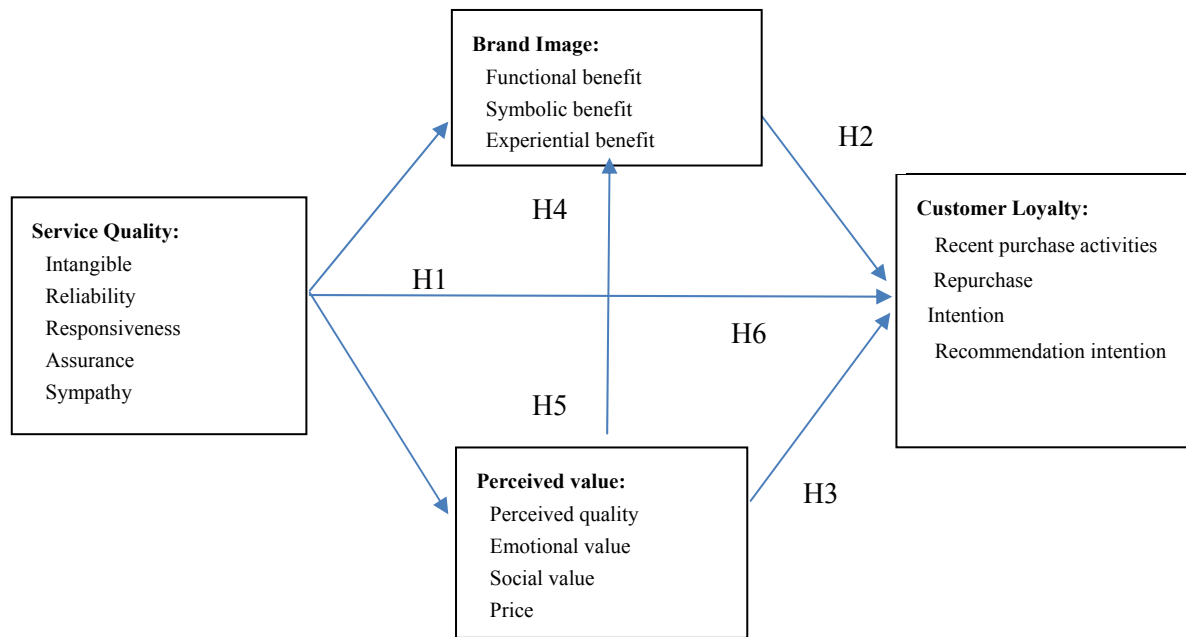 Brand Image:
Functional benefit
Symbolic benefit
Experiential benefit
H2
H4
Service Quality:
Intangible
Reliability
Responsiveness
Assurance
Sympathy
Customer Loyalty:
Recent purchase activities
Repurchase
Intention
Recommendation intention
H1
H6
H5
H3
Perceived value:
Perceived quality
Emotional value
Social value
Price